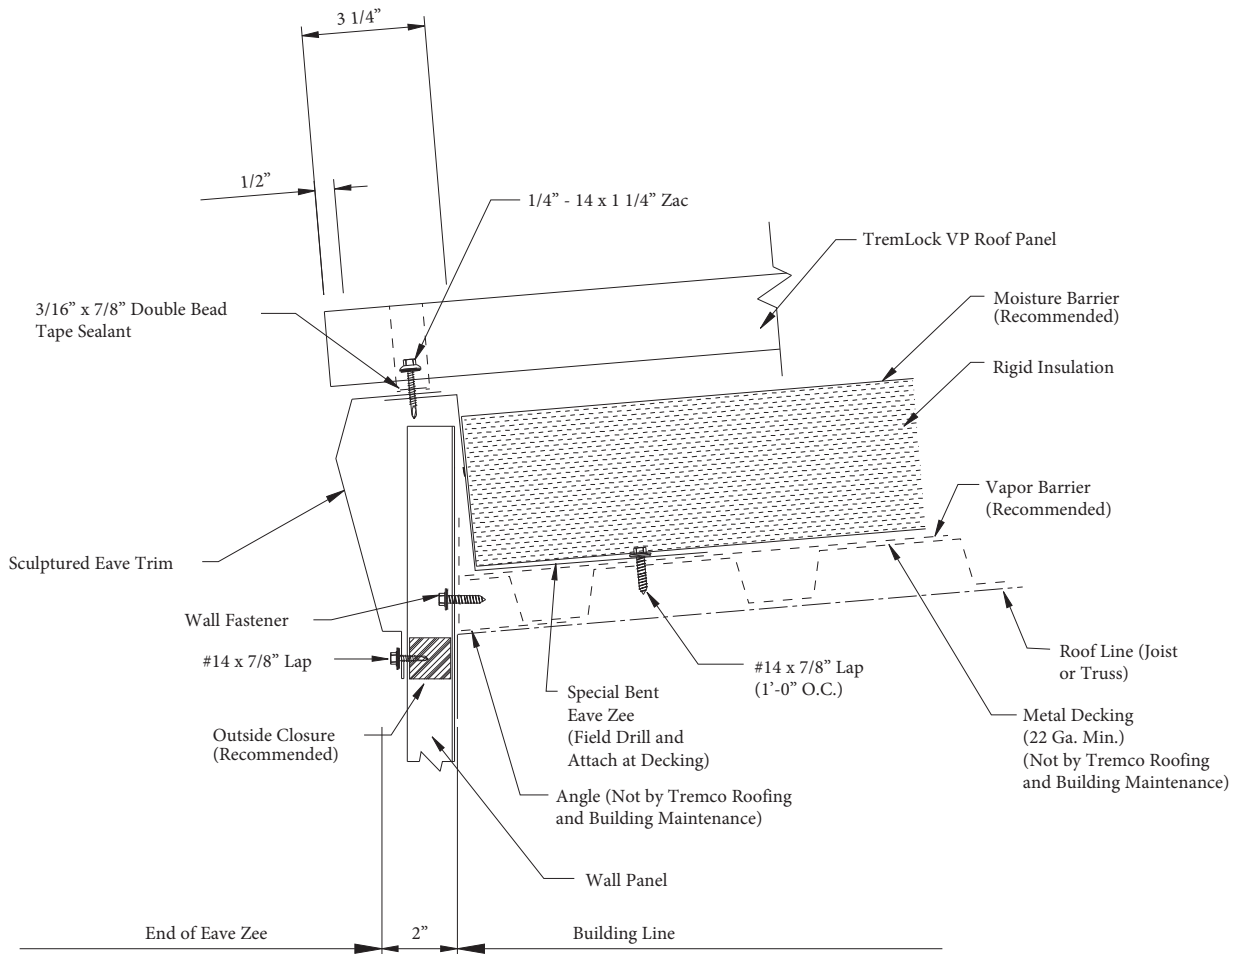 3 1/4”
1/2”
1/4” - 14 x 1 1/4” Zac
TremLock VP Roof Panel
3/16” x 7/8” Double Bead
Tape Sealant
Moisture Barrier
(Recommended)
Rigid Insulation
Vapor Barrier
(Recommended)
Sculptured Eave Trim
Wall Fastener
#14 x 7/8” Lap
Outside Closure
(Recommended)
Special Bent
Eave Zee
(Field Drill and
Attach at Decking)
#14 x 7/8” Lap
(1’-0” O.C.)
Roof Line (Joist
or Truss)
Metal Decking
(22 Ga. Min.)
(Not by Tremco Roofing
and Building Maintenance)
Angle (Not by Tremco Roofing
and Building Maintenance)
Wall Panel
End of Eave Zee
2”
Building Line